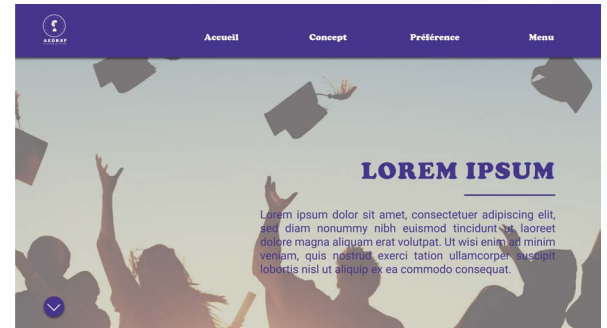 AEDKSP
Accueil
Concept
Préférence
Menu
LOREM IPSUM
Lorem ipsum dolor sit amet, consectetuer adipiscing elit,
sed diam nonummy nibh euismod tincidunt ut laoreet
dolore magna aliquam erat volutpat. Ut wisi enim ad minim
veniam, quis nostrud exerci tation ullamcorper suscipit
lobortis nisl ut aliquip ex ea commodo consequat.